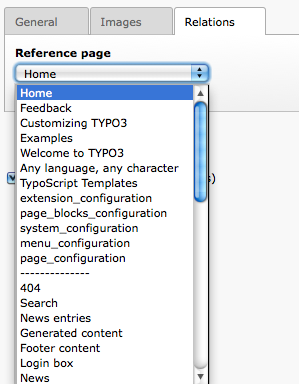 General Images Relations
Reference page
Home
Home
Feedback
Customizing TYPO3
Examples
Welcome to TYPO3
Any language, any character
TypoScript Templates
extension_configuration
page_blocks_configuration
system_configuration
menu_configuration
page_configuration
--------------
404
Search
News entries
Generated content
Footer content
Login box
News